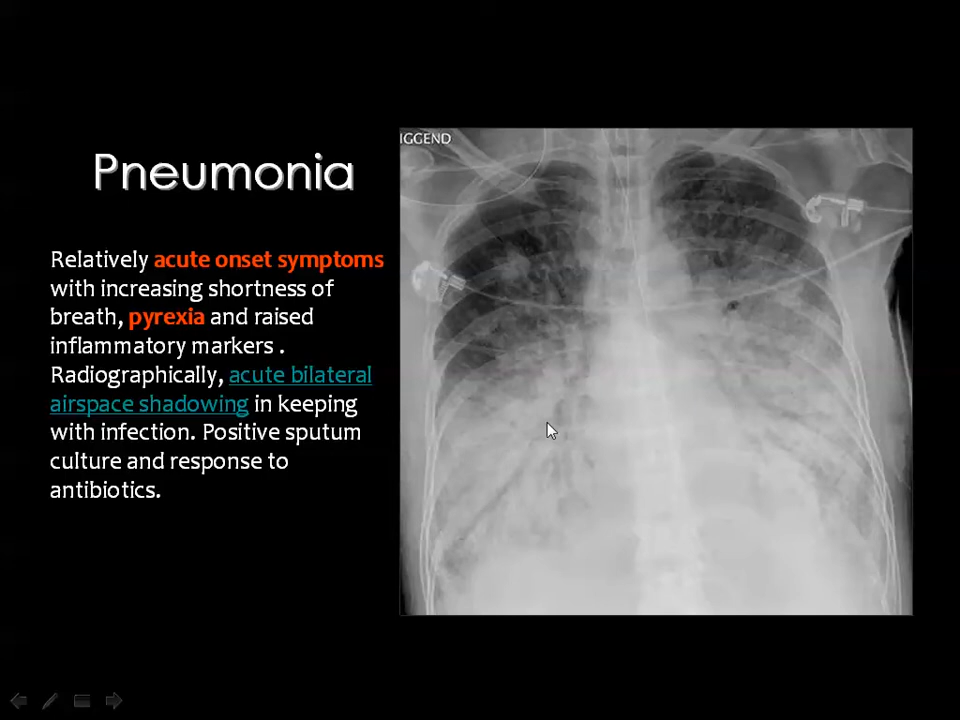 Pneumonia
Relatively acute onset symptoms
with increasing shortness of
breath, pyrexia and raised
inflammatory markers .
Radiographically, acute bilateral
airspace shadowing in keeping
with infection. Positive sputum
culture and response to
antibiotics.
IGGEND